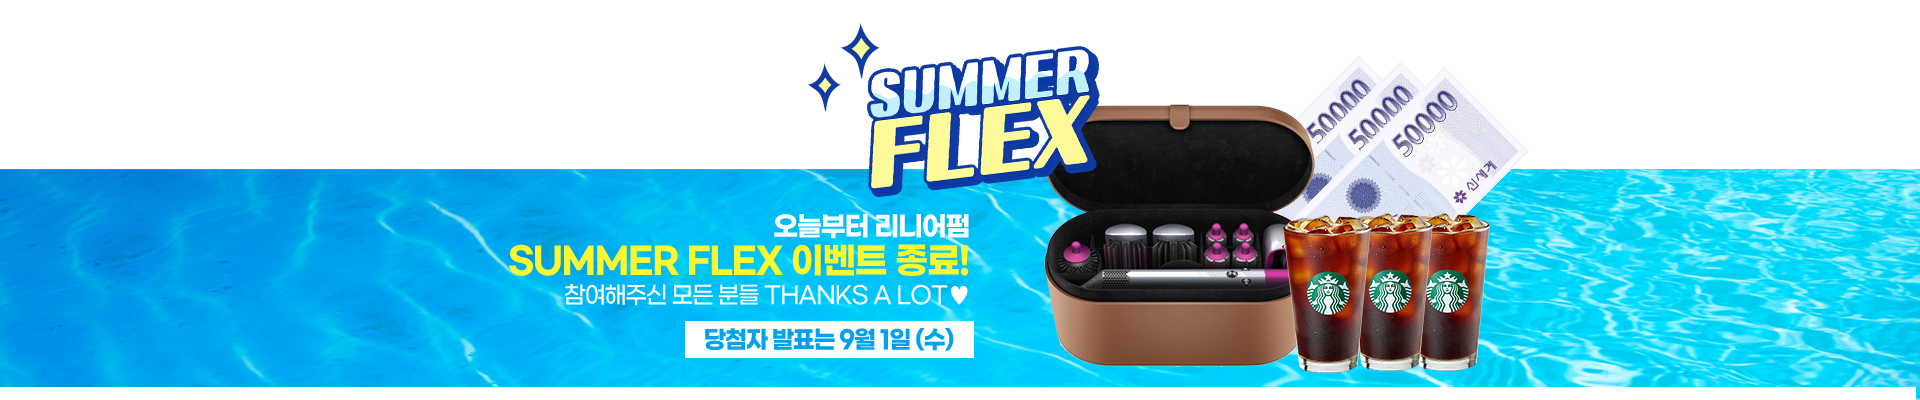 SUMMER
FLEX
50000
50000
50000
신세계
오늘부터 리니어펌
SUMMER FLEX 이벤트 종료!
참여해주신 모든 분들 THANKS A LOT♥
당첨자 발표는 9월 1일 (수)